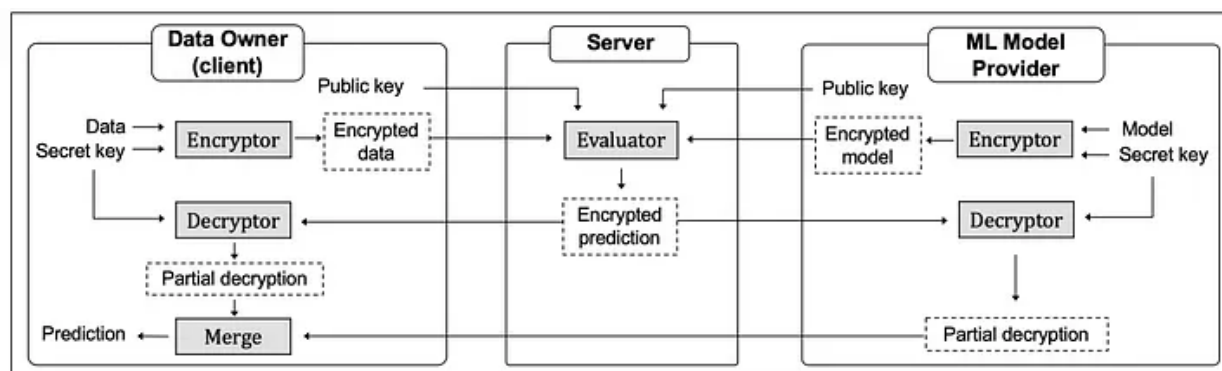 Data Owner
(client)
Server
ML Model
Provider
Public key
Public key
Data
Secret key
Encryptor
Encrypted
data
Evaluator
Encrypted
model
Encryptor
Model
Secret key
Decryptor
Encrypted
prediction
Decryptor
Partial decryption
Prediction
Merge
Partial decryption